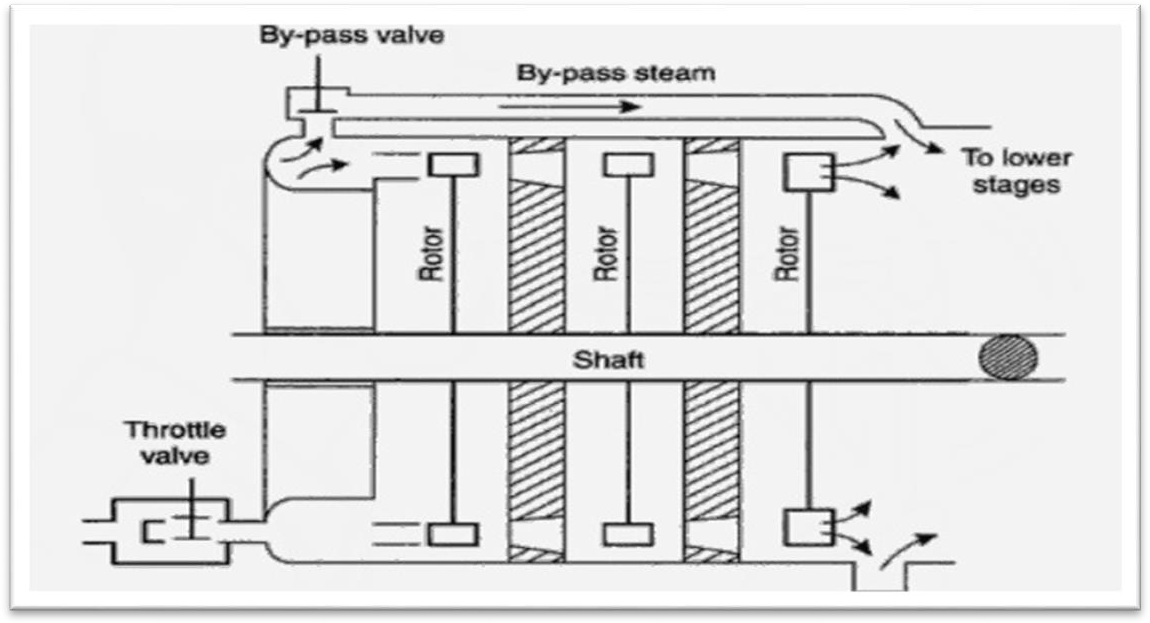 By-pass valve
By-pass steam
To lower
stages
Rotor
Rotor
Rotor
Shaft
Throttle
valve